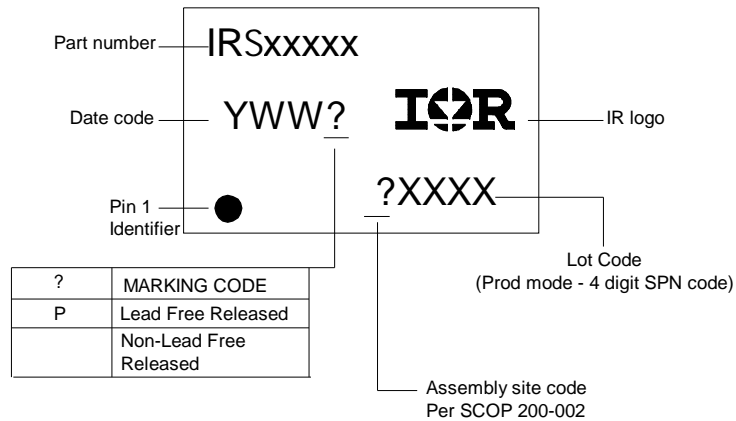 Part number
IRSxxxxx
Date code
YWW?
IOR
IR logo
?XXXX
Pin 1
Identifier
Lot Code
(Prod mode - 4 digit SPN code)
? MARKING CODE
P Lead Free Released
Non-Lead Free
Released
Assembly site code
Per SCOP 200-002